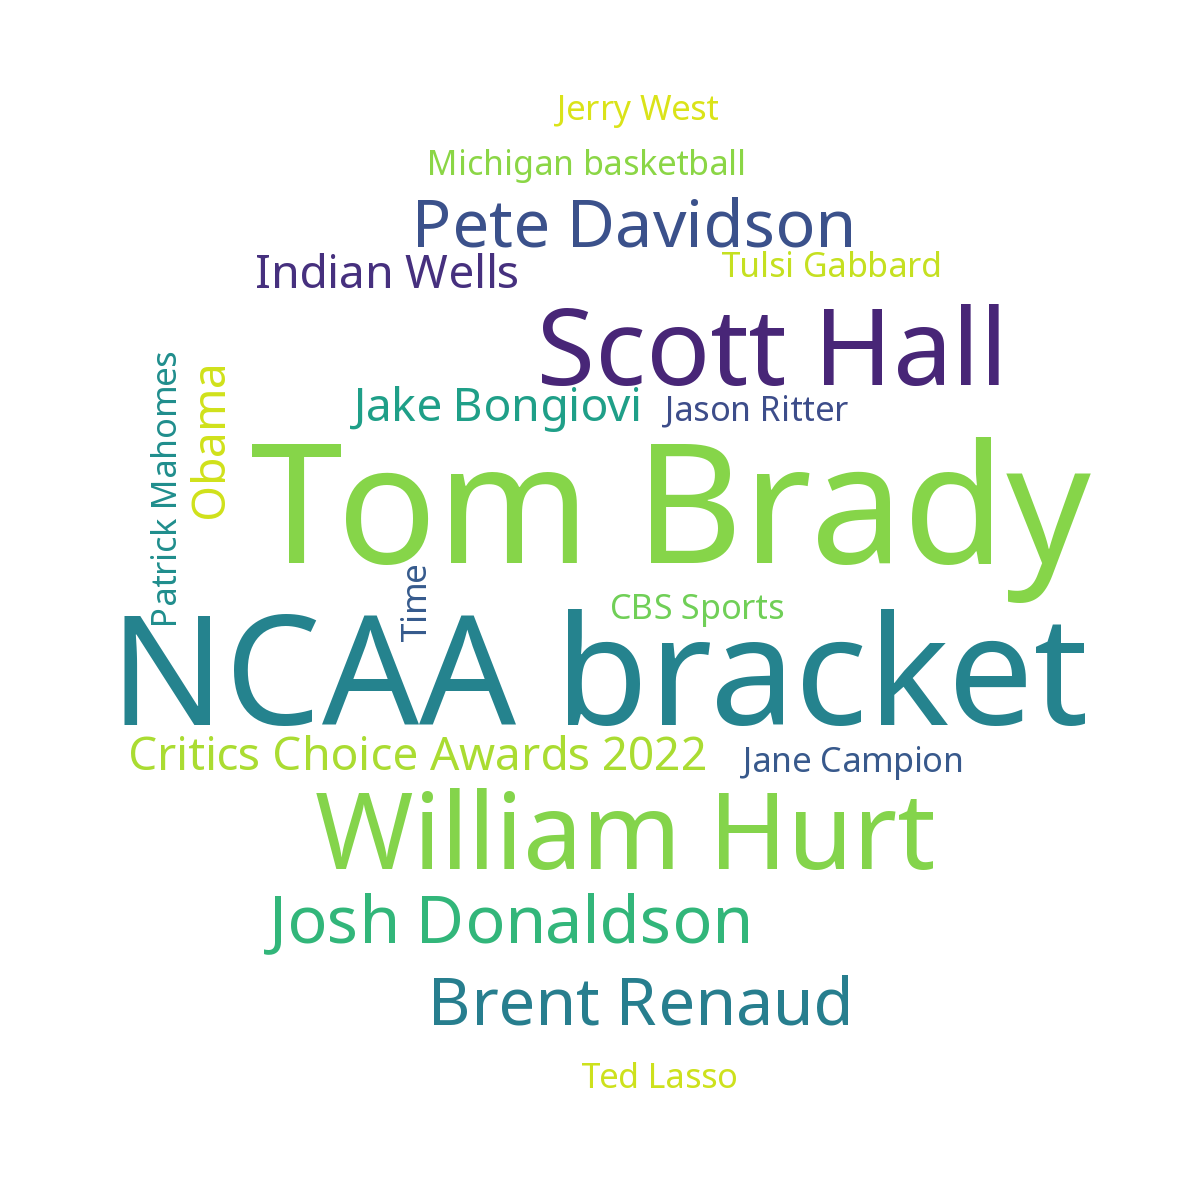 Jerry West
Michigan basketball
Pete Davidson
Indian Wells
Tulsi Gabbard
Scott Hall
Jake Bongiovi
Jason Ritter
Patrick Mahomes
Obama
Tom Brady
Time
CBS Sports
NCAA bracket
Critics Choice Awards 2022
Jane Campion
William Hurt
Josh Donaldson
Brent Renaud
Ted Lasso